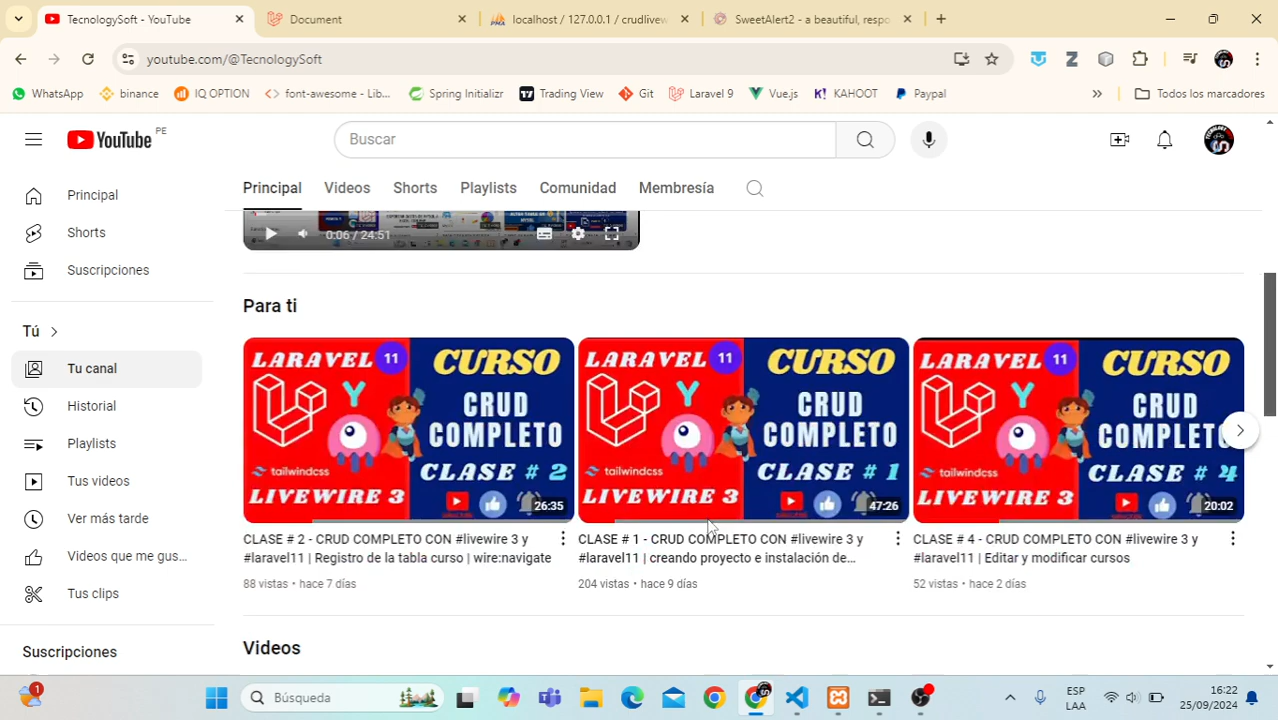 TecnologySoft - YouTube
Document
localhost / 127.0.0.1 / crudlivew
SweetAlert2 - a beautiful, respo
youtube.com/@TecnologySoft
WhatsApp
binance
IQ OPTION
font-awesome - Lib...
Spring Initializr
Trading View
Git
Laravel 9
Vue.js
K! KAHOOT
Paypal
»
Todos los marcadores
YouTube PE
Buscar
Principal Videos Shorts Playlists Comunidad Membresía
Principal
Shorts
Suscripciones
Tú
Tu canal
Historial
Playlists
Tus videos
Ver más tarde
Videos que me gus...
Tus clips
Suscripciones
0:06 / 24:51
Para ti
LARAVEL 11
Y
CURSO
CRUD
COMPLETO
tailwindcss
CLASE # 2
LIVEWIRE 3
26:35
CLASE # 2 - CRUD COMPLETO CON #livewire 3 y
#laravel11 | Registro de la tabla curso | wire:navigate
88 vistas • hace 7 días
LARAVEL 11
Y
CURSO
CRUD
COMPLETO
tailwindcss
CLASE # 1
LIVEWIRE 3
47:26
CLASE # 1 - CRUD COMPLETO CON #livewire 3 y
#laravel11 | creando proyecto e instalación de...
204 vistas • hace 9 días
LARAVEL 11
Y
CURSO
CRUD
COMPLETO
tailwindcss
CLASE # 4
LIVEWIRE 3
20:02
CLASE # 4 - CRUD COMPLETO CON #livewire 3 y
#laravel11 | Editar y modificar cursos
52 vistas • hace 2 días
Videos
1
Búsqueda
ESP
LAA
16:22
25/09/2024